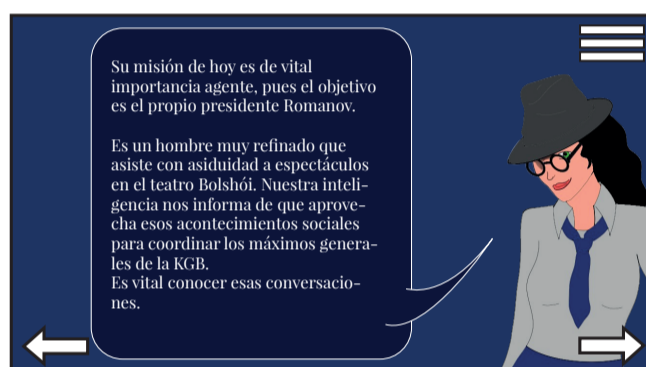 Su misión de hoy es de vital
importancia agente, pues el objetivo
es el propio presidente Romanov.
Es un hombre muy refinado que
asiste con asiduidad a espectáculos
en el teatro Bolshói. Nuestra inteli-
gencia nos informa de que aprove-
cha esos acontecimientos sociales
para coordinar los máximos genera-
les de la KGB.
Es vital conocer esas conversacio-
nes.